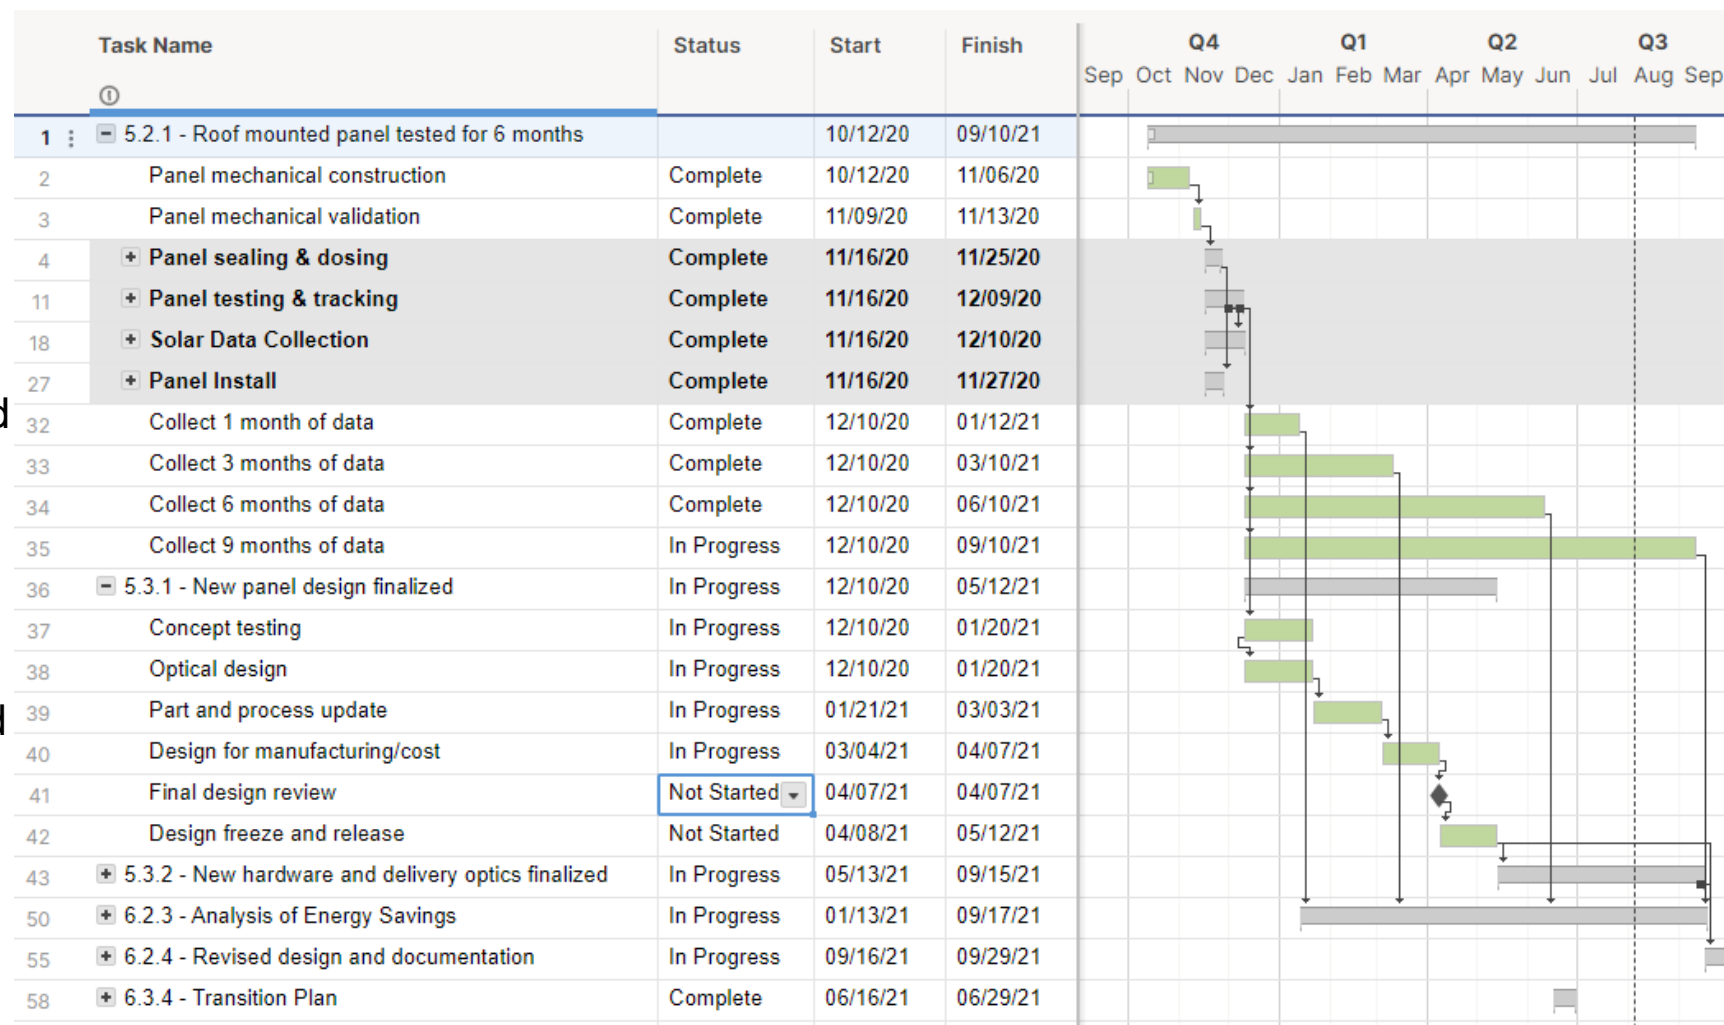 Task Name Status Start Finish Q4 Q1 Q2 Q3
Sep Oct Nov Dec Jan Feb Mar Apr May Jun Jul Aug Sep
1 5.2.1 - Roof mounted panel tested for 6 months 10/12/20 09/10/21
2 Panel mechanical construction Complete 10/12/20 11/06/20
3 Panel mechanical validation Complete 11/09/20 11/13/20
4 Panel sealing & dosing Complete 11/16/20 11/25/20
11 Panel testing & tracking Complete 11/16/20 12/09/20
18 Solar Data Collection Complete 11/16/20 12/10/20
27 Panel Install Complete 11/16/20 11/27/20
d
32 Collect 1 month of data Complete 12/10/20 01/12/21
33 Collect 3 months of data Complete 12/10/20 03/10/21
34 Collect 6 months of data Complete 12/10/20 06/10/21
35 Collect 9 months of data In Progress 12/10/20 09/10/21
36 5.3.1 - New panel design finalized In Progress 12/10/20 05/12/21
37 Concept testing In Progress 12/10/20 01/20/21
38 Optical design In Progress 12/10/20 01/20/21
39 Part and process update In Progress 01/21/21 03/03/21
40 Design for manufacturing/cost In Progress 03/04/21 04/07/21
41 Final design review Not Started 04/07/21 04/07/21
42 Design freeze and release Not Started 04/08/21 05/12/21
43 5.3.2 - New hardware and delivery optics finalized In Progress 05/13/21 09/15/21
50 6.2.3 - Analysis of Energy Savings In Progress 01/13/21 09/17/21
55 6.2.4 - Revised design and documentation In Progress 09/16/21 09/29/21
58 6.3.4 - Transition Plan Complete 06/16/21 06/29/21